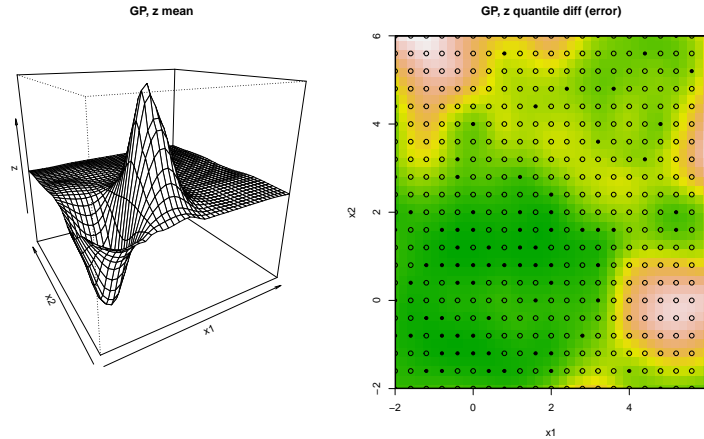 GP, z mean
z
x2
x1
GP, z quantile diff (error)
6
4
2
0
−2
x2
−2 0 2 4
x1